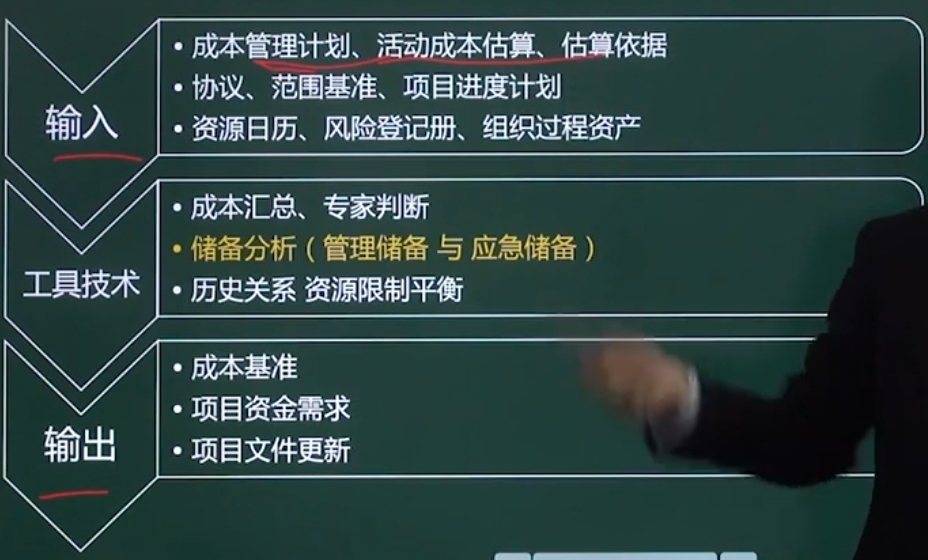 输入
• 成本管理计划、活动成本估算、估算依据
• 协议、范围基准、项目进度计划
• 资源日历、风险登记册、组织过程资产
工具技术
• 成本汇总、专家判断
• 储备分析（管理储备 与 应急储备）
• 历史关系 资源限制平衡
输出
• 成本基准
• 项目资金需求
• 项目文件更新